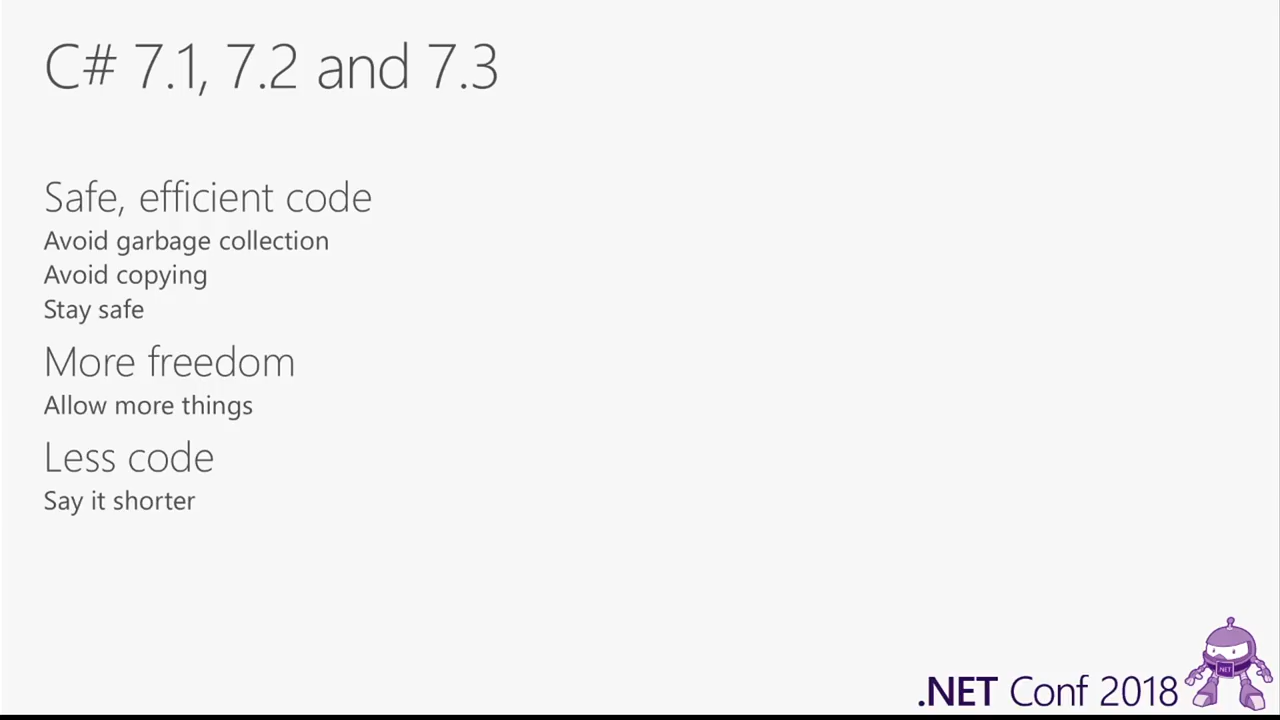 C# 7.1, 7.2 and 7.3
Safe, efficient code
Avoid garbage collection
Avoid copying
Stay safe
More freedom
Allow more things
Less code
Say it shorter
.NET Conf 2018
.NET